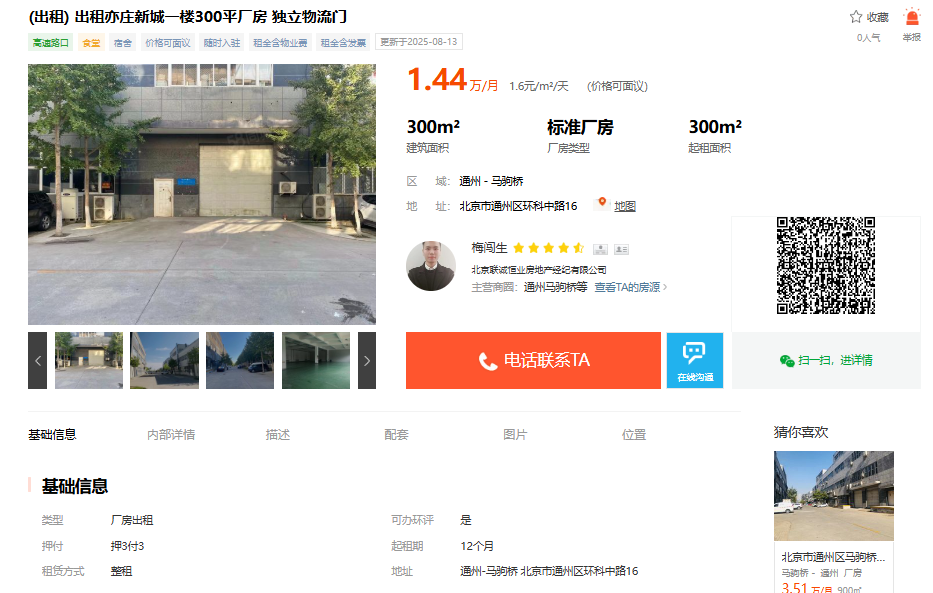 (出租) 出租亦庄新城一楼300平厂房 独立物流门
收藏
0人气
举报
高速路口 食堂 宿舍 价格可面议 随时入驻 租金含物业费 租金含发票 更新于2025-08-13
1.44万/月 1.6元/m²/天 (价格可面议)
300m² 标准厂房 300m²
建筑面积 厂房类型 起租面积
区 域: 通州 - 马驹桥
地 址: 北京市通州区环科中路16 地图
梅闯生
北京联诚恒业房地产经纪有限公司
主营商圈: 通州马驹桥等 查看TA的房源 >
电话联系TA
在线沟通
扫一扫,进详情
基础信息 内部详情 描述 配套 图片 位置
猜你喜欢
基础信息
类型 厂房出租 可办环评 是
押付 押3付3 起租期 12个月
租赁方式 整租 地址 通州-马驹桥 北京市通州区环科中路16
北京市通州区马驹桥...
马驹桥 - 通州 厂房
3.51万/月 900㎡